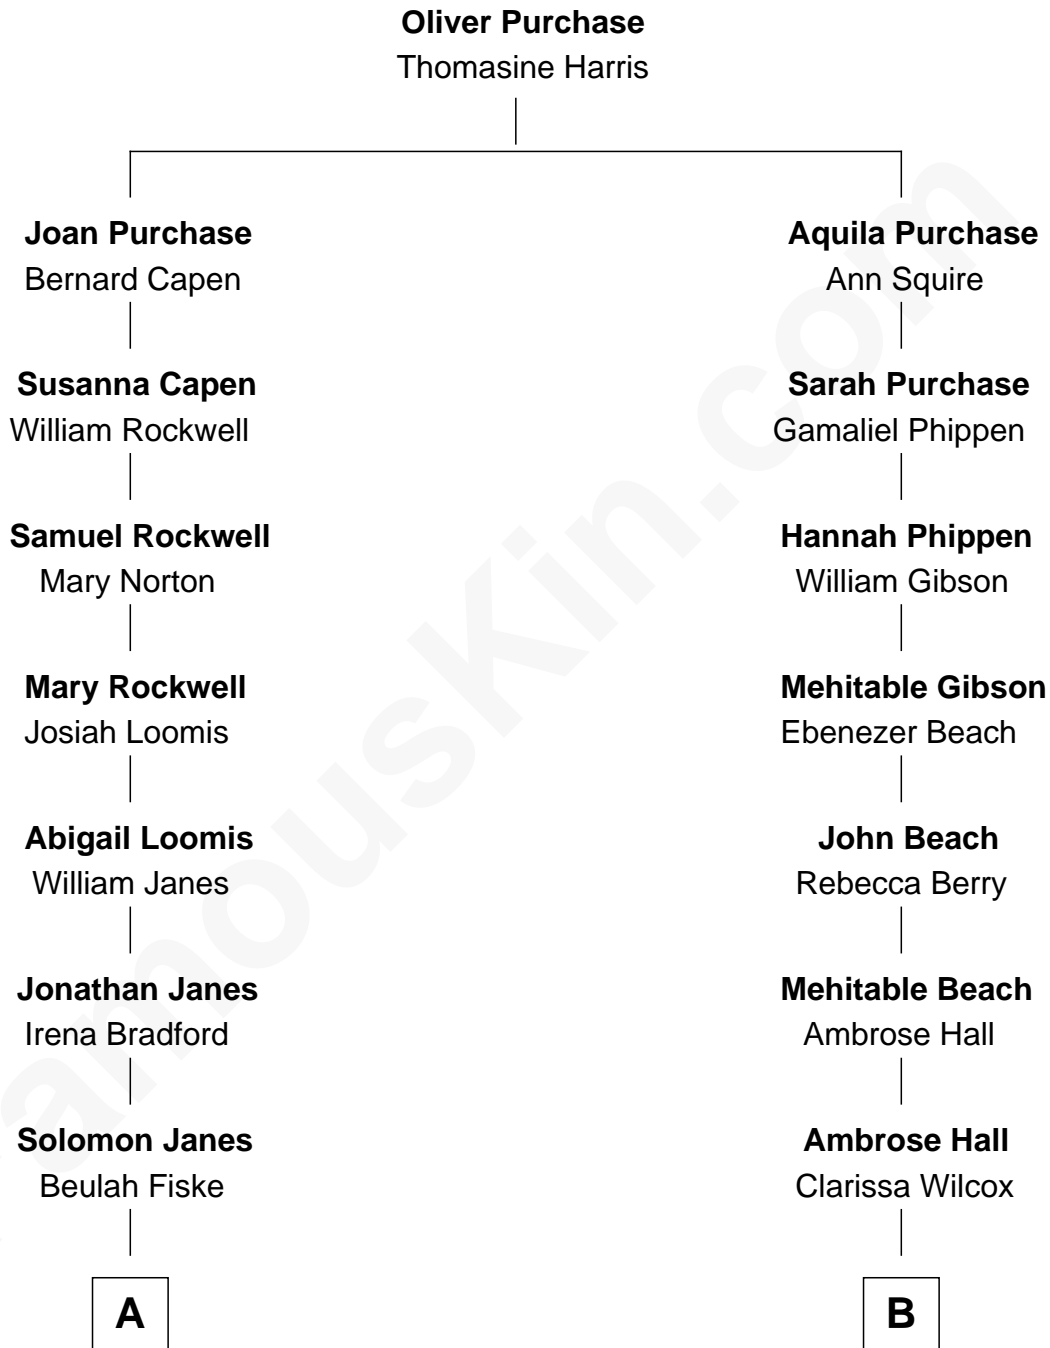 Oliver Purchase
Thomasine Harris
Joan Purchase
Bernard Capen
Aquila Purchase
Ann Squire
Susanna Capen
William Rockwell
Sarah Purchase
Gamaliel Phippen
Samuel Rockwell
Mary Norton
Hannah Phippen
William Gibson
Mary Rockwell
Josiah Loomis
Mehitable Gibson
Ebenezer Beach
Abigail Loomis
William Janes
John Beach
Rebecca Berry
Jonathan Janes
Irena Bradford
Mehitable Beach
Ambrose Hall
Solomon Janes
Beulah Fiske
Ambrose Hall
Clarissa Wilcox
A
B
amousKin.com